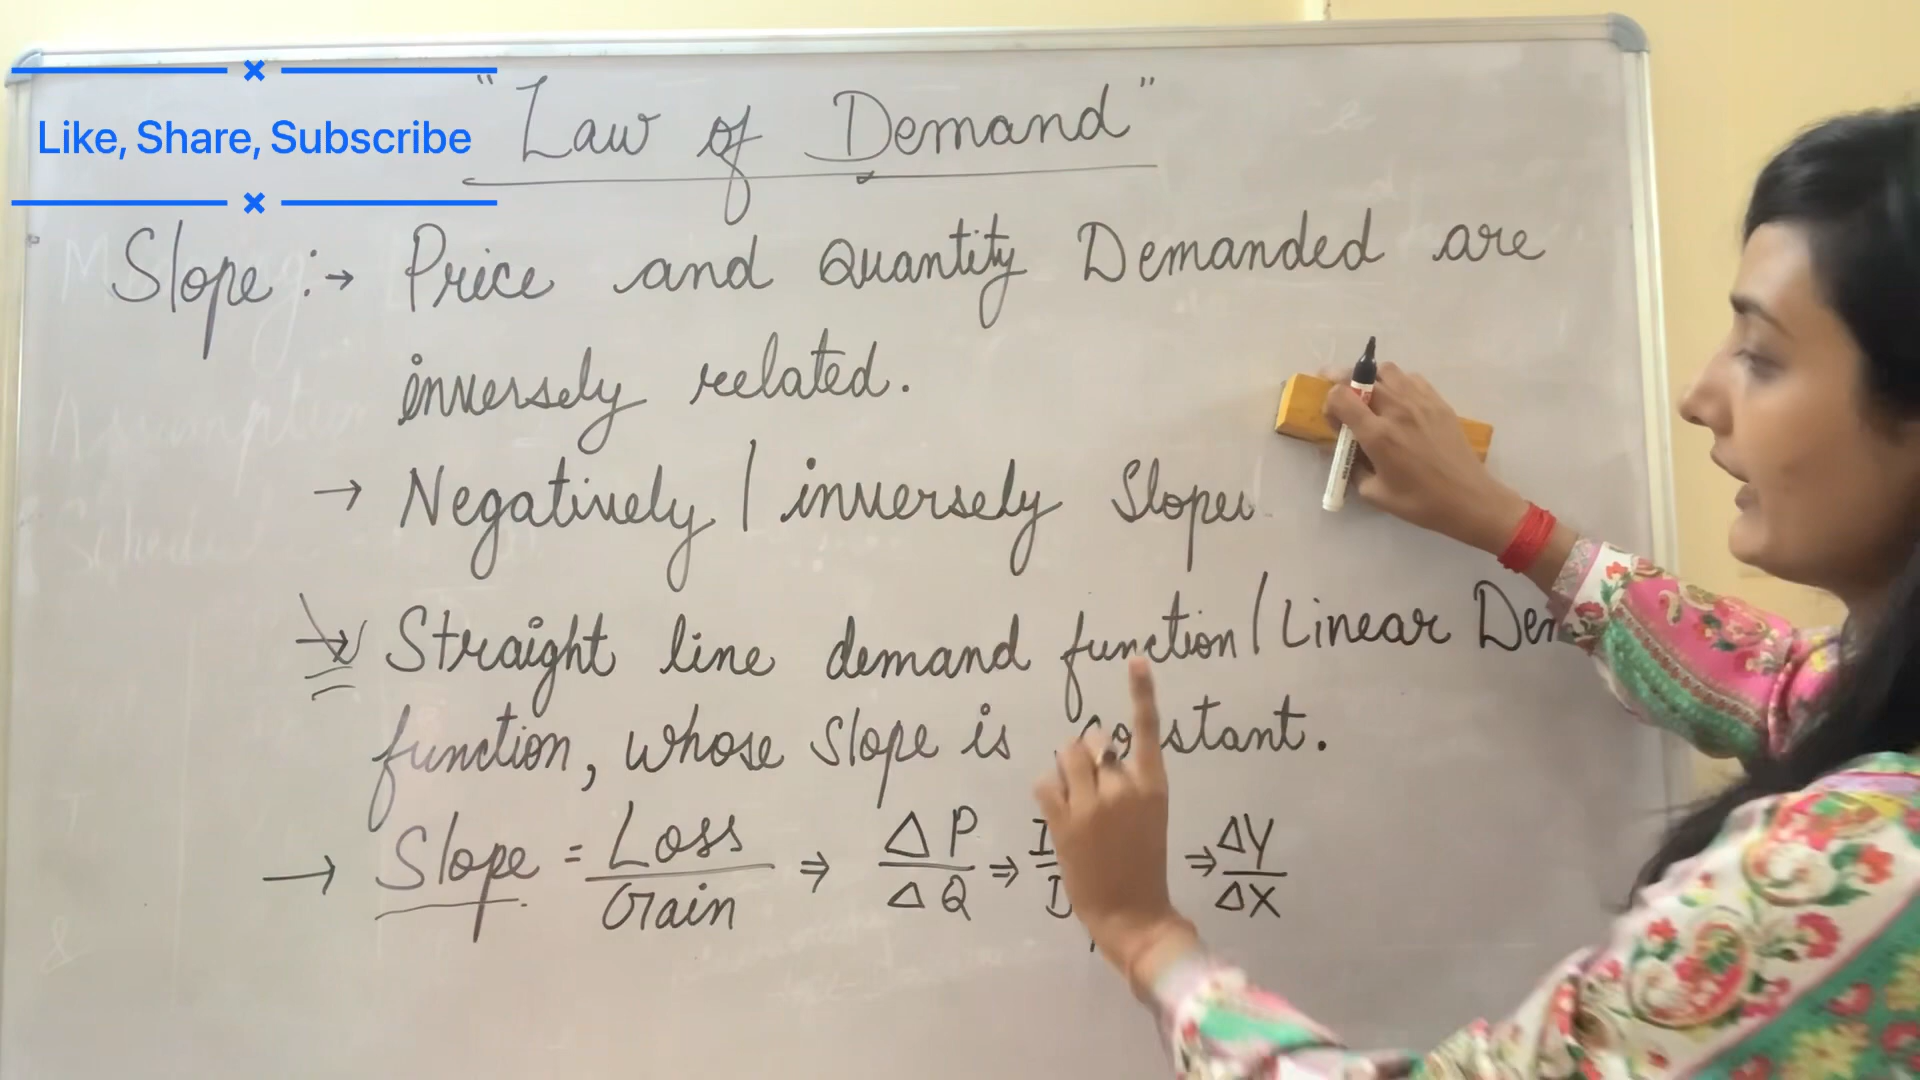 Like, Share, Subscribe
"Law of Demand"
Slope :→ Price and Quantity Demanded are
inversely related.
→ Negatively / inversely
→ Straight line demand function / Linear
function, whose slope is constant.
→ Slope = Loss / Gain ⇒ ΔP / ΔQ ⇒ ⇒ ΔY / ΔX